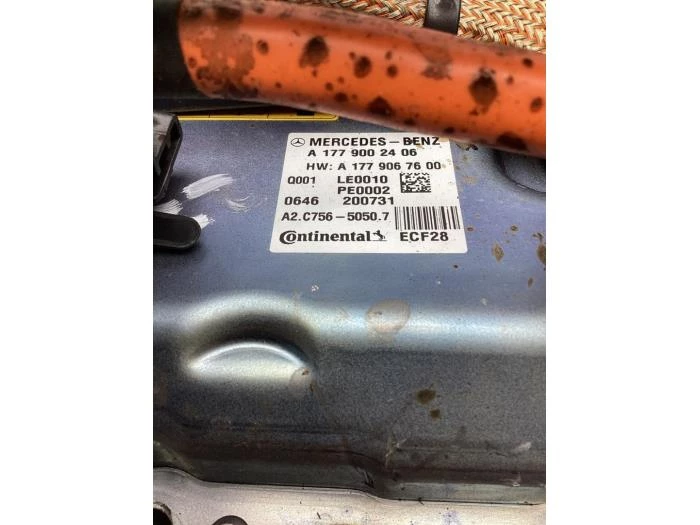 MERCEDES-BENZ
A 177 900 24 06
HW: A 177 906 76 00
Q001 LE0010
PE0002
0646 200731
A2.C756-5050.7
Continental ECF28